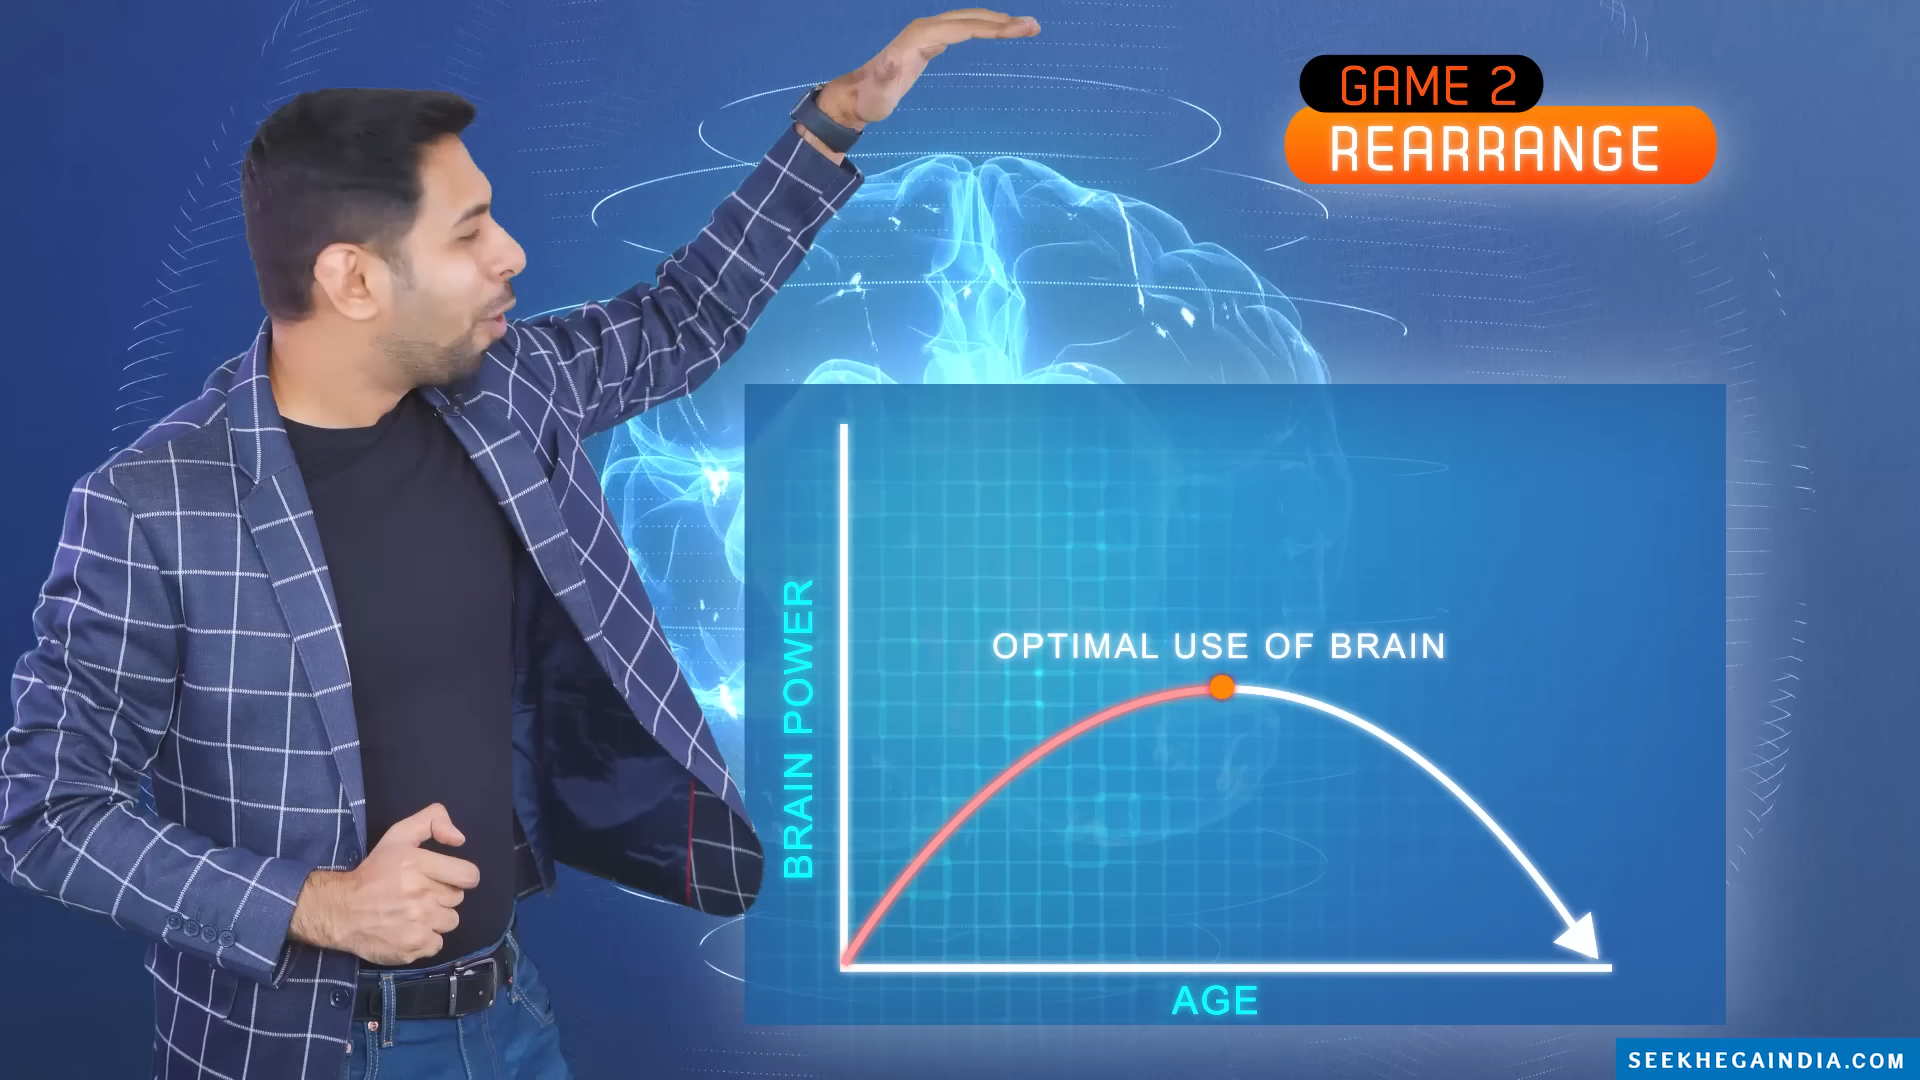 GAME 2
REARRANGE
OPTIMAL USE OF BRAIN
BRAIN POWER
AGE
SEEKHEGAINDIA.COM